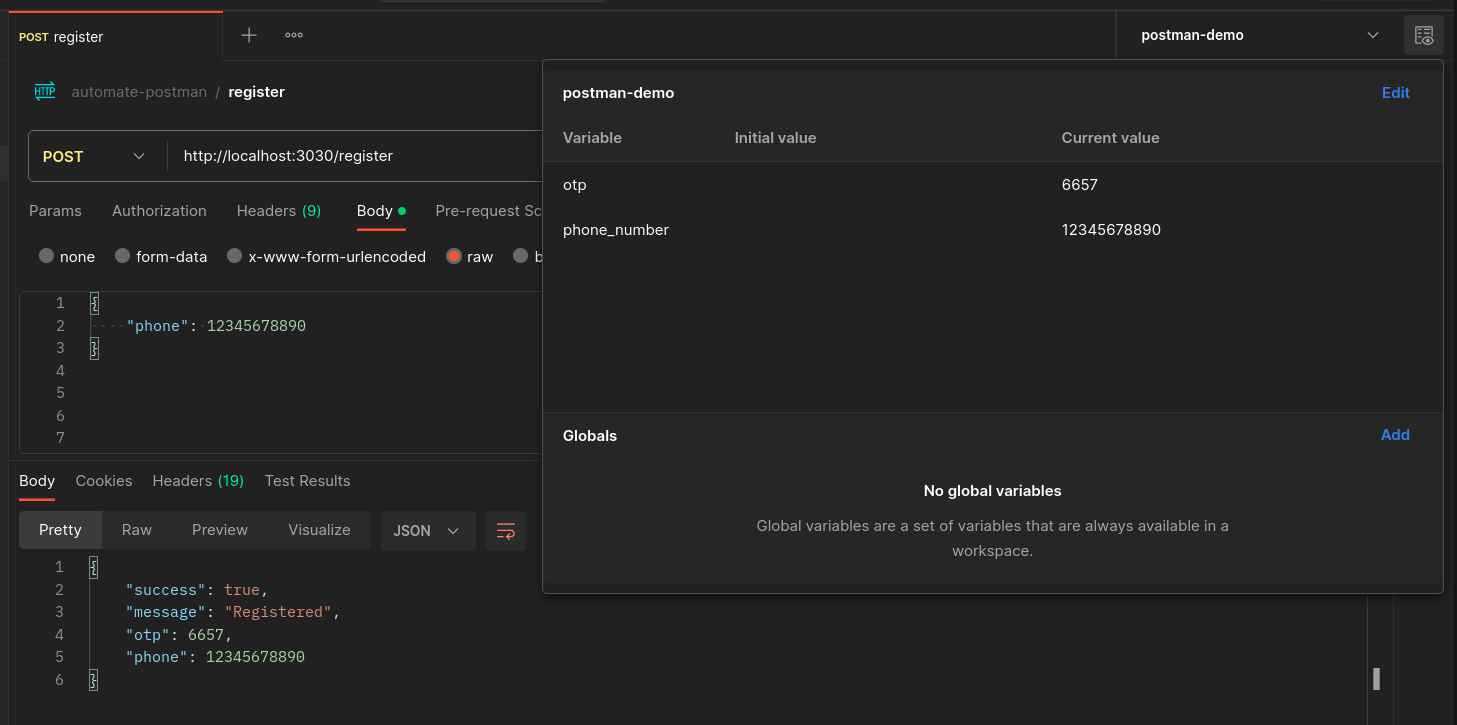 POST register
postman-demo
HTTP automate-postman / register
POST http://localhost:3030/register
Params Authorization Headers (9) Body Pre-request Sc
none form-data x-www-form-urlencoded raw b
1 {
2 "phone": 12345678890
3 }
4
5
6
7
postman-demo Edit
Variable Initial value Current value
otp 6657
phone_number 12345678890
Globals Add
No global variables
Global variables are a set of variables that are always available in a
workspace.
Body Cookies Headers (19) Test Results
Pretty Raw Preview Visualize JSON
1 {
2 "success": true,
3 "message": "Registered",
4 "otp": 6657,
5 "phone": 12345678890
6 }